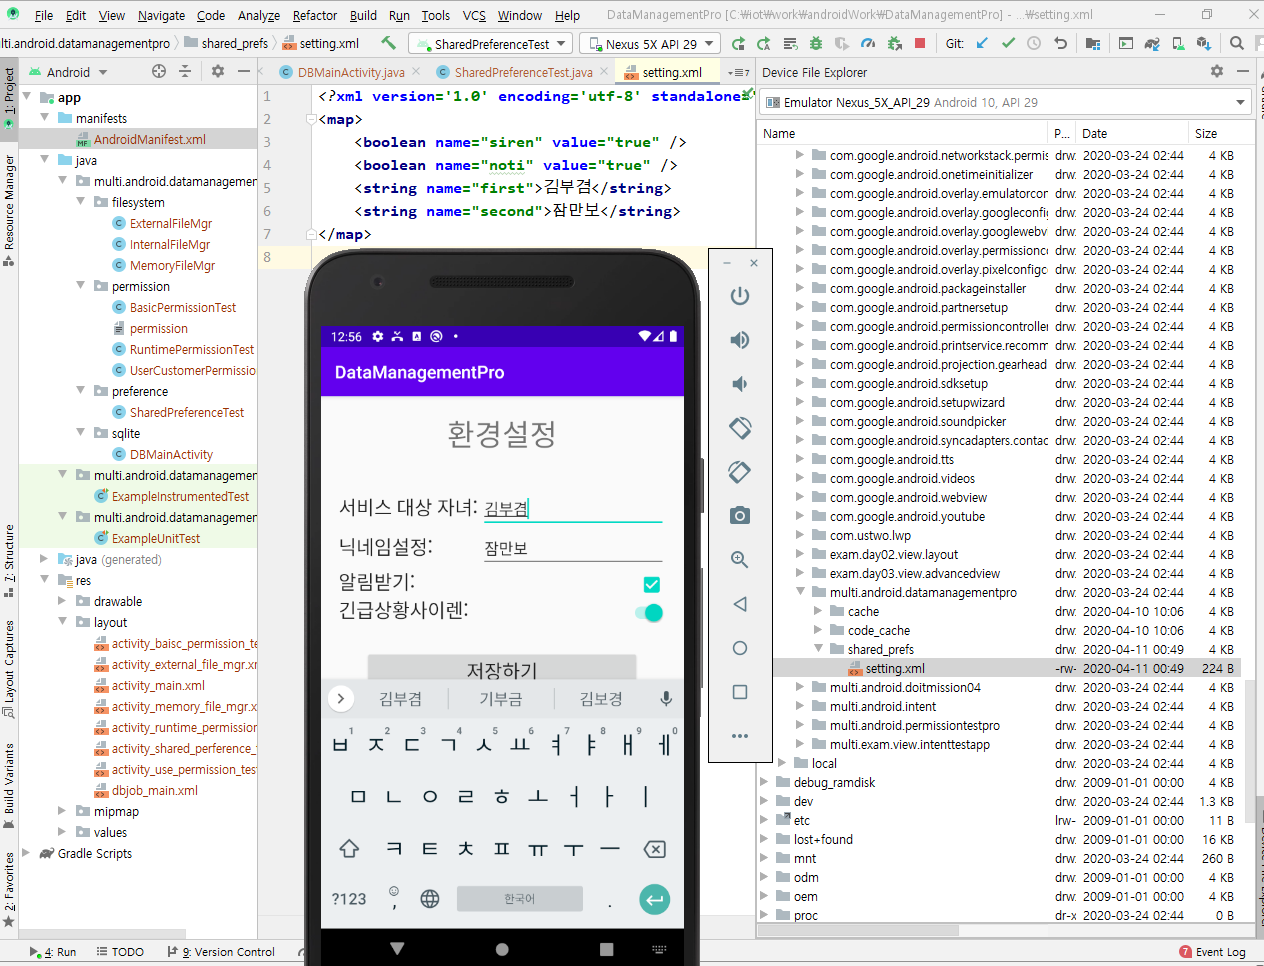 File Edit View Navigate Code Analyze Refactor Build Run Tools VCS Window Help DataManagementPro [C:￦iot￦work￦androidWork￦DataManagementPro] - ...￦setting.xml
lti.android.datamanagementpro shared_prefs setting.xml SharedPreferenceTest Nexus 5X API 29 Git:
1: Project
Resource Manager
7: Structure
Layout Captures
Build Variants
2: Favorites
Android
app
manifests
AndroidManifest.xml
java
multi.android.datamanagemen
filesystem
ExternalFileMgr
InternalFileMgr
MemoryFileMgr
permission
BasicPermissionTest
permission
RuntimePermissionTest
UserCustomerPermissio
preference
SharedPreferenceTest
sqlite
DBMainActivity
multi.android.datamanagemen
ExampleInstrumentedTest
multi.android.datamanagemen
ExampleUnitTest
java (generated)
res
drawable
layout
activity_baisc_permission_te
activity_external_file_mgr.xr
activity_main.xml
activity_memory_file_mgr.x
activity_runtime_permission
activity_shared_perference_
activity_use_permission_test
dbjob_main.xml
mipmap
values
Gradle Scripts
DBMainActivity.java SharedPreferenceTest.java setting.xml 7
1 <?xml version='1.0' encoding='utf-8' standalone=
2 <map>
3 <boolean name="siren" value="true" />
4 <boolean name="noti" value="true" />
5 <string name="first">김부겸</string>
6 <string name="second">잠만보</string>
7 </map>
8
12:56
DataManagementPro
환경설정
서비스 대상 자녀: 김부겸
닉네임설정: 잠만보
알림받기:
긴급상황사이렌:
저장하기
김부겸 기부금 김보경
ㅂ1 ㅈ2 ㄷ3 ㄱ4 ㅅ5 ㅛ6 ㅕ7 ㅑ8 ㅐ9 ㅔ0
ㅁ ㄴ ㅇ ㄹ ㅎ ㅗ ㅓ ㅏ ㅣ
ㅋ ㅌ ㅊ ㅍ ㅠ ㅜ ㅡ
?123 , 한국어 .
Device File Explorer
Emulator Nexus_5X_API_29 Android 10, API 29
Name P... Date Size
com.google.android.networkstack.permis drw. 2020-03-24 02:44 4 KB
com.google.android.onetimeinitializer drw. 2020-03-24 02:44 4 KB
com.google.android.overlay.emulatorcon drw. 2020-03-24 02:44 4 KB
com.google.android.overlay.googleconfig drw. 2020-03-24 02:44 4 KB
com.google.android.overlay.googlewebv drw. 2020-03-24 02:44 4 KB
com.google.android.overlay.permissionco drw. 2020-03-24 02:44 4 KB
com.google.android.overlay.pixelconfigc drw. 2020-03-24 02:44 4 KB
com.google.android.packageinstaller drw. 2020-03-24 02:44 4 KB
com.google.android.partnersetup drw. 2020-03-24 02:44 4 KB
com.google.android.permissioncontroller drw. 2020-03-24 02:44 4 KB
com.google.android.printservice.recomm drw. 2020-03-24 02:44 4 KB
com.google.android.projection.gearhead drw. 2020-03-24 02:44 4 KB
com.google.android.sdksetup drw. 2020-03-24 02:44 4 KB
com.google.android.setupwizard drw. 2020-03-24 02:44 4 KB
com.google.android.soundpicker drw. 2020-03-24 02:44 4 KB
com.google.android.syncadapters.contac drw. 2020-03-24 02:44 4 KB
com.google.android.tts drw. 2020-03-24 02:44 4 KB
com.google.android.videos drw. 2020-03-24 02:44 4 KB
com.google.android.webview drw. 2020-03-24 02:44 4 KB
com.google.android.youtube drw. 2020-03-24 02:44 4 KB
com.ustwo.lwp drw. 2020-03-24 02:44 4 KB
exam.day02.view.layout drw. 2020-03-24 02:44 4 KB
exam.day03.view.advancedview drw. 2020-03-24 02:44 4 KB
multi.android.datamanagementpro drw. 2020-03-24 02:44 4 KB
cache drw. 2020-04-10 10:06 4 KB
code_cache drw. 2020-04-10 10:06 4 KB
shared_prefs drw. 2020-04-11 00:49 4 KB
setting.xml -rw- 2020-04-11 00:49 224 B
multi.android.doitmission04 drw. 2020-03-24 02:44 4 KB
multi.android.intent drw. 2020-03-24 02:44 4 KB
multi.android.permissiontestpro drw. 2020-03-24 02:44 4 KB
multi.exam.view.intenttestapp drw. 2020-03-24 02:44 4 KB
local drw. 2020-03-24 02:44 4 KB
debug_ramdisk drw. 2009-01-01 00:00 4 KB
dev drw. 2020-03-24 02:44 1.3 KB
etc lrw- 2009-01-01 00:00 11 B
lost+found drw. 2009-01-01 00:00 16 KB
mnt drw. 2020-03-24 02:44 260 B
odm drw. 2009-01-01 00:00 4 KB
oem drw. 2009-01-01 00:00 4 KB
proc dr-x 2020-03-24 02:44 0 B
4: Run TODO 9: Version Control 7 Event Log